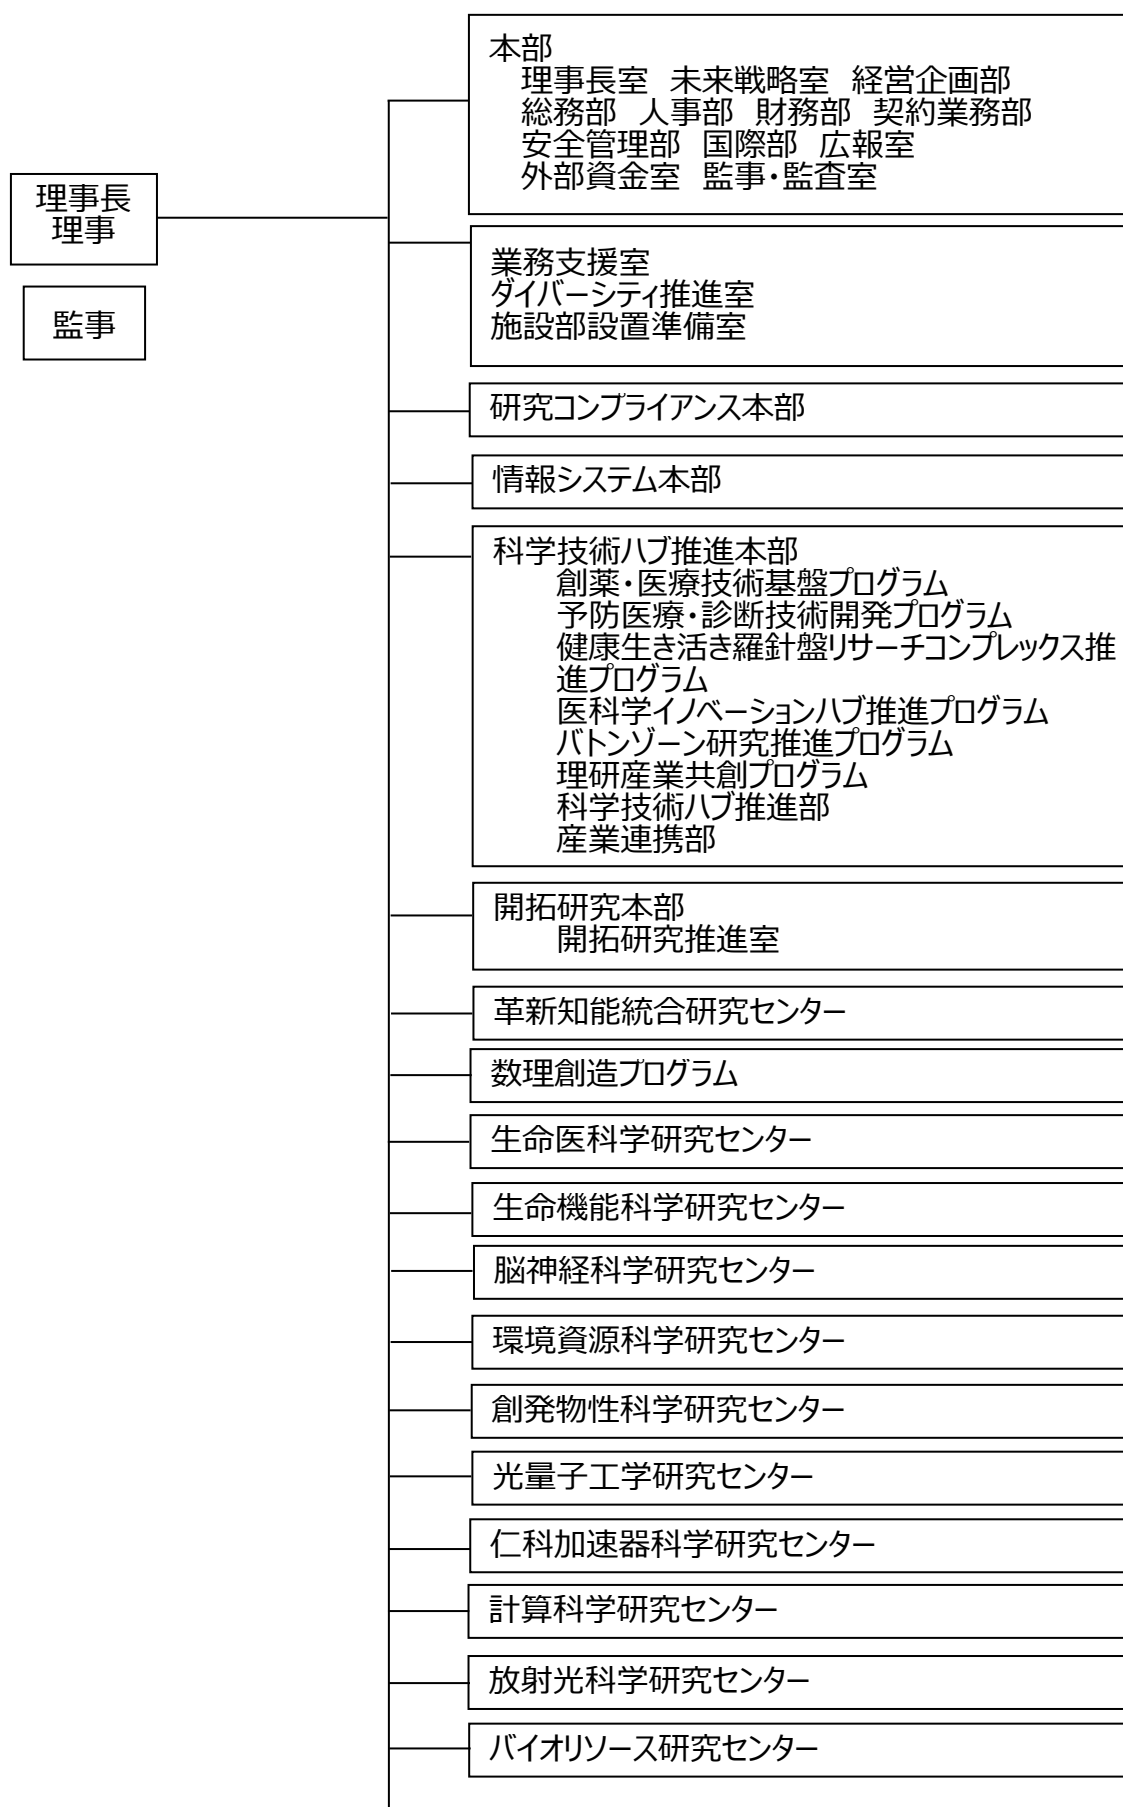 理事長
理事
監事
本部
理事長室 未来戦略室 経営企画部
総務部 人事部 財務部 契約業務部
安全管理部 国際部 広報室
外部資金室 監事・監査室
業務支援室
ダイバーシティ推進室
施設部設置準備室
研究コンプライアンス本部
情報システム本部
科学技術ハブ推進本部
創薬・医療技術基盤プログラム
予防医療・診断技術開発プログラム
健康生き活き羅針盤リサーチコンプレックス推
進プログラム
医科学イノベーションハブ推進プログラム
バトンゾーン研究推進プログラム
理研産業共創プログラム
科学技術ハブ推進部
産業連携部
開拓研究本部
開拓研究推進室
革新知能統合研究センター
数理創造プログラム
生命医科学研究センター
生命機能科学研究センター
脳神経科学研究センター
環境資源科学研究センター
創発物性科学研究センター
光量子工学研究センター
仁科加速器科学研究センター
計算科学研究センター
放射光科学研究センター
バイオリソース研究センター